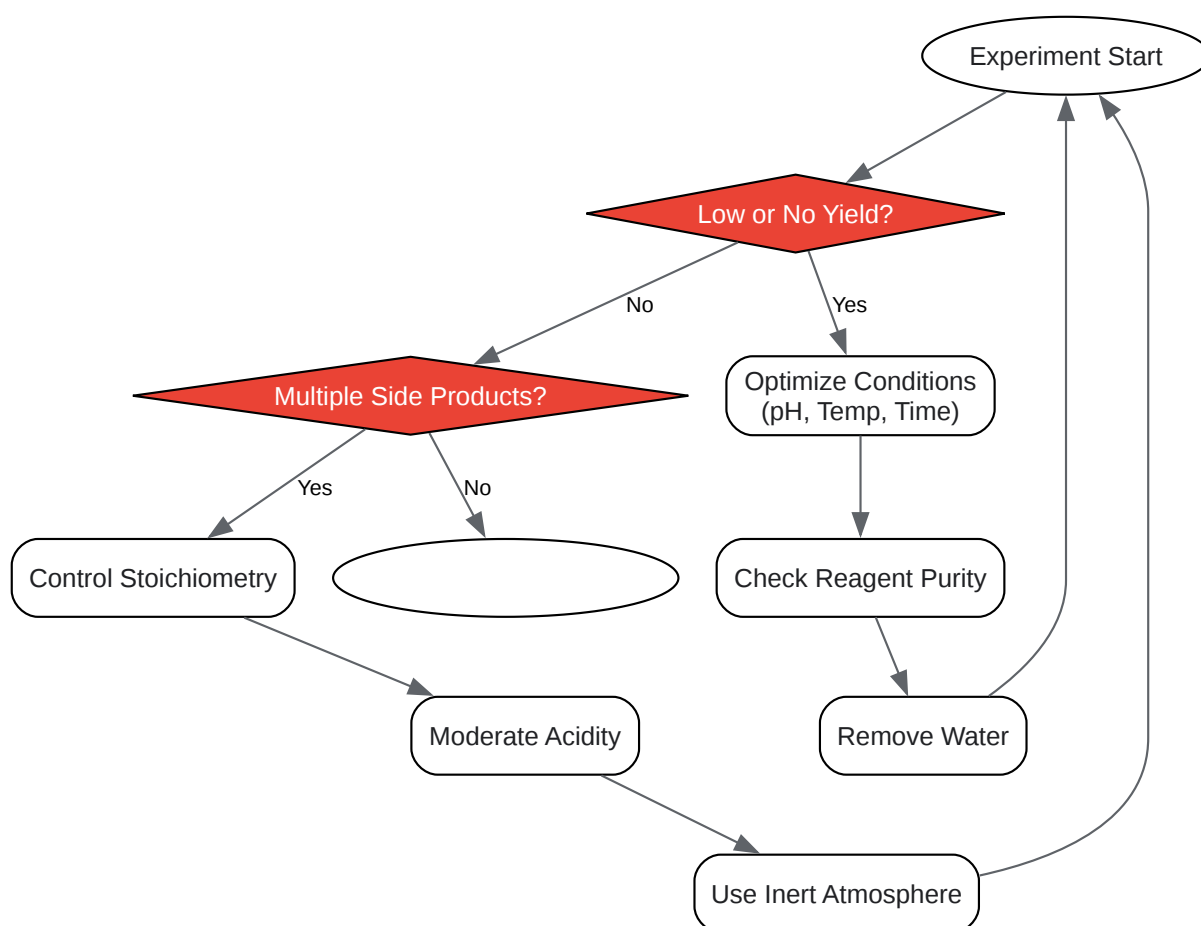 Experiment Start
Low or No Yield?
No
Yes
Multiple Side Products?
Optimize Conditions
(pH, Temp, Time)
Yes
No
Control Stoichiometry
Check Reagent Purity
Moderate Acidity
Remove Water
Use Inert Atmosphere